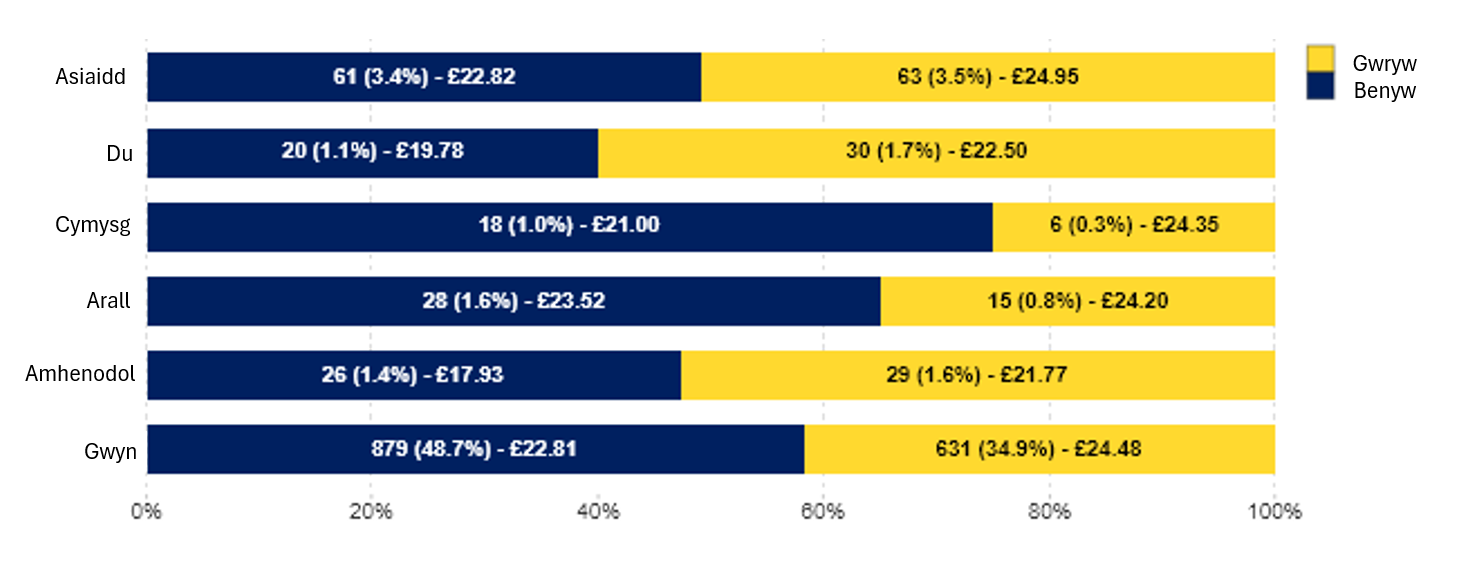 Asiaidd 61 (3.4%) - £22.82 63 (3.5%) - £24.95
Gwryw
Benyw
Du 20 (1.1%) - £19.78 30 (1.7%) - £22.50
Cymysg 18 (1.0%) - £21.00 6 (0.3%) - £24.35
Arall 28 (1.6%) - £23.52 15 (0.8%) - £24.20
Amhenodol 26 (1.4%) - £17.93 29 (1.6%) - £21.77
Gwyn 879 (48.7%) - £22.81 631 (34.9%) - £24.48
0% 20% 40% 60% 80% 100%